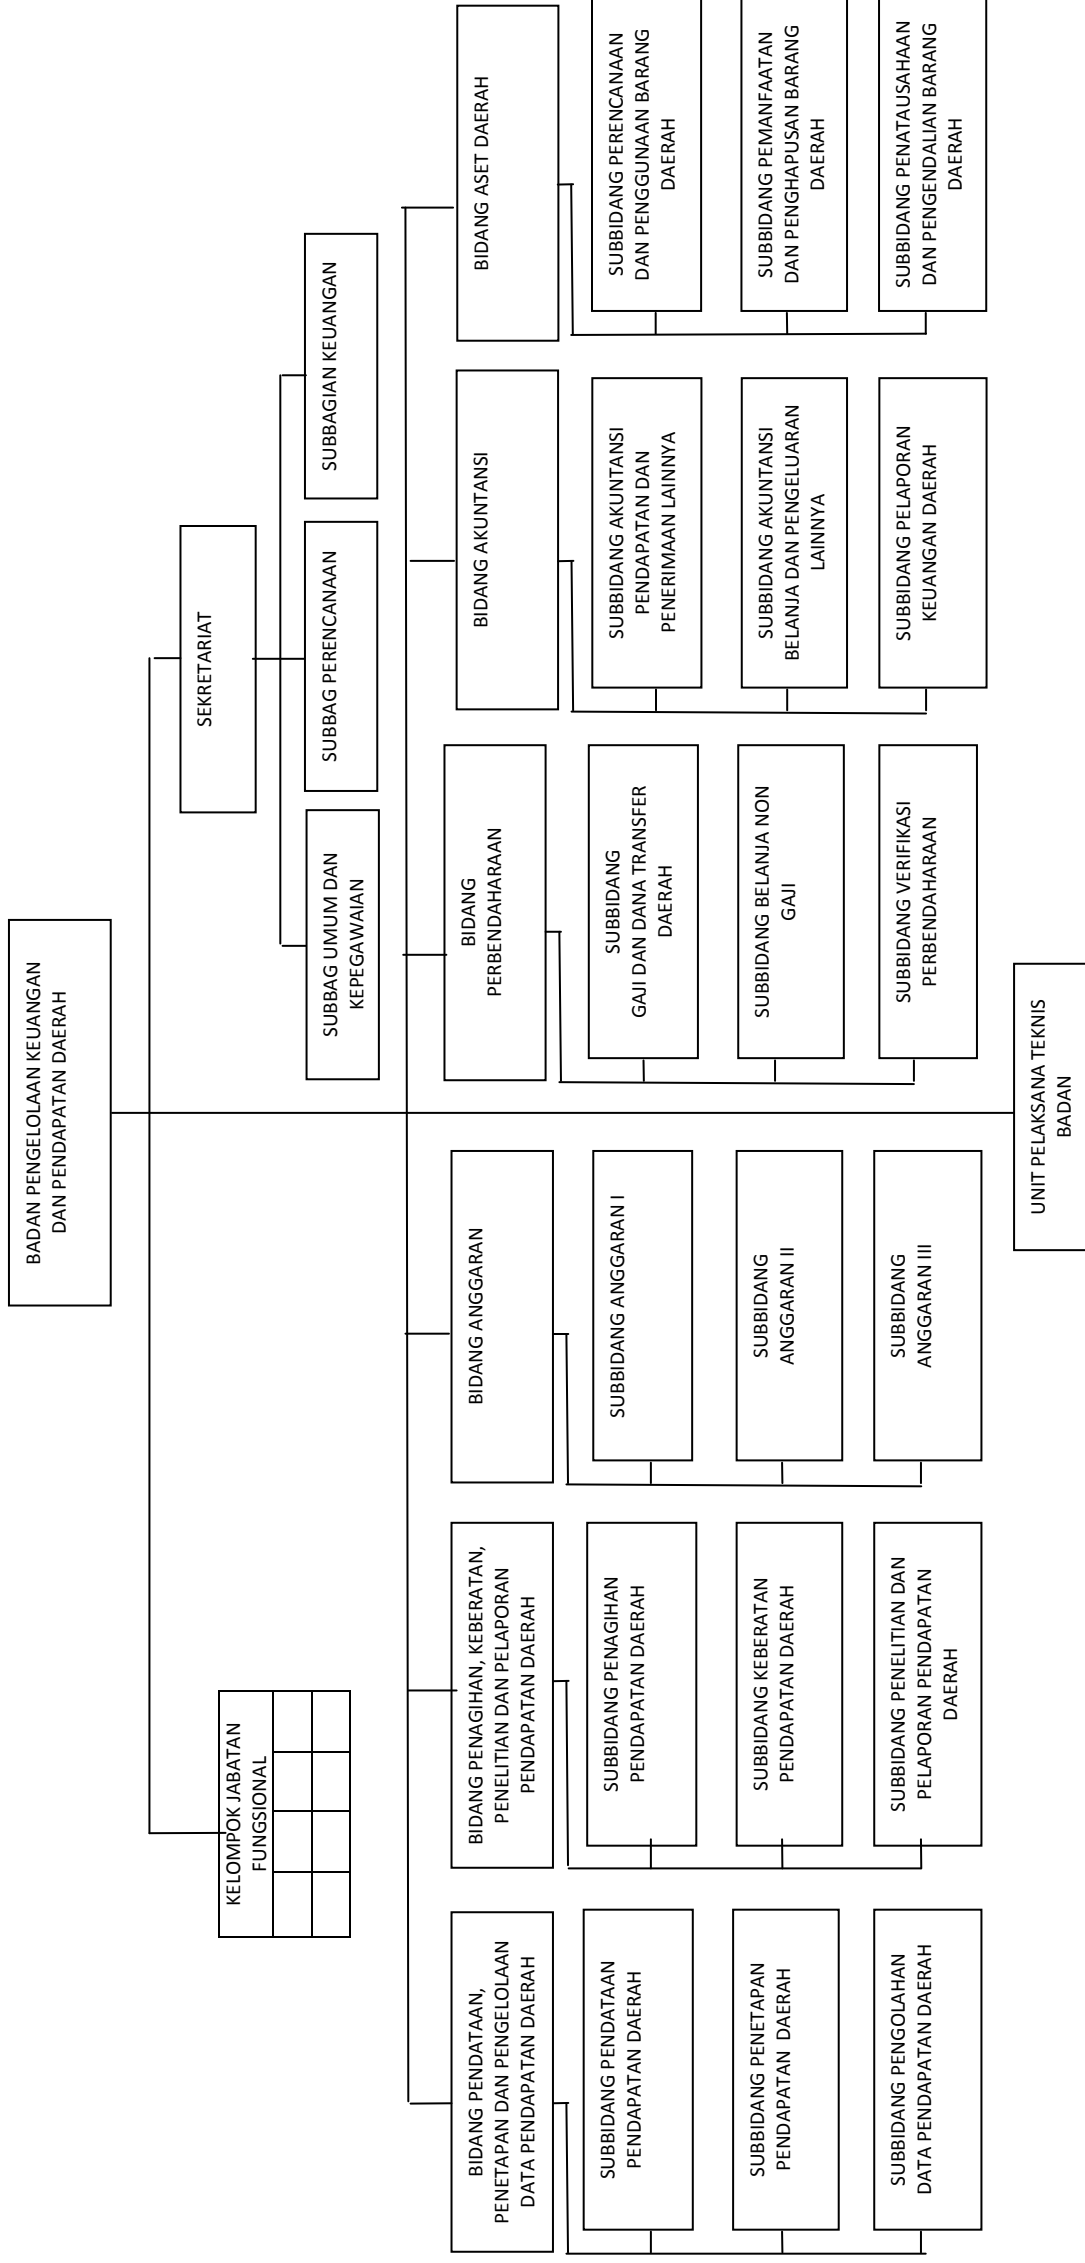 BADAN PENGELOLAAN KEUANGAN
DAN PENDAPATAN DAERAH
KELOMPOK JABATAN
FUNGSIONAL
SEKRETARIAT
SUBBAG UMUM DAN
KEPEGAWAIAN
SUBBAG PERENCANAAN
SUBBAGIAN KEUANGAN
BIDANG PENDATAAN,
PENETAPAN DAN PENGELOLAAN
DATA PENDAPATAN DAERAH
SUBBIDANG PENDATAAN
PENDAPATAN DAERAH
SUBBIDANG PENETAPAN
PENDAPATAN DAERAH
SUBBIDANG PENGOLAHAN
DATA PENDAPATAN DAERAH
BIDANG PENAGIHAN, KEBERATAN,
PENELITIAN DAN PELAPORAN
PENDAPATAN DAERAH
SUBBIDANG PENAGIHAN
PENDAPATAN DAERAH
SUBBIDANG KEBERATAN
PENDAPATAN DAERAH
SUBBIDANG PENELITIAN DAN
PELAPORAN PENDAPATAN
DAERAH
BIDANG ANGGARAN
SUBBIDANG ANGGARAN I
SUBBIDANG
ANGGARAN II
SUBBIDANG
ANGGARAN III
BIDANG
PERBENDAHARAAN
SUBBIDANG
GAJI DAN DANA TRANSFER
DAERAH
SUBBIDANG BELANJA NON
GAJI
SUBBIDANG VERIFIKASI
PERBENDAHARAAN
BIDANG AKUNTANSI
SUBBIDANG AKUNTANSI
PENDAPATAN DAN
PENERIMAAN LAINNYA
SUBBIDANG AKUNTANSI
BELANJA DAN PENGELUARAN
LAINNYA
SUBBIDANG PELAPORAN
KEUANGAN DAERAH
BIDANG ASET DAERAH
SUBBIDANG PERENCANAAN
DAN PENGGUNAAN BARANG
DAERAH
SUBBIDANG PEMANFAATAN
DAN PENGHAPUSAN BARANG
DAERAH
SUBBIDANG PENATAUSAHAAN
DAN PENGENDALIAN BARANG
DAERAH
UNIT PELAKSANA TEKNIS
BADAN